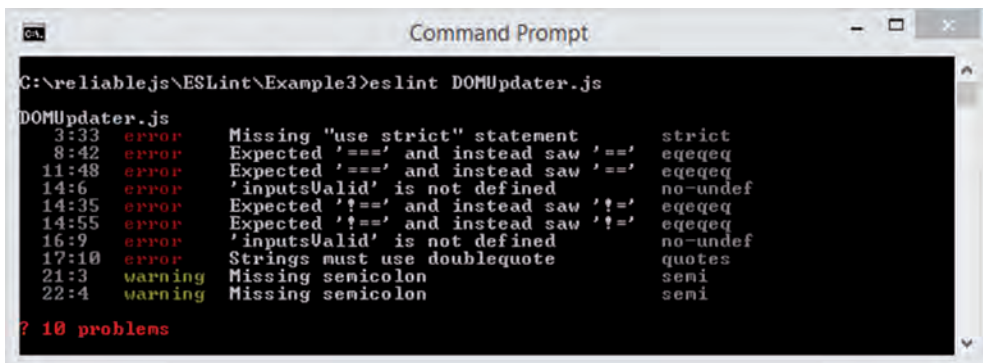 C:\.
Command Prompt
C:\reliablejs\ESLint\Example3>eslint DOMUpdater.js
DOMUpdater.js
3:33 error Missing "use strict" statement strict
8:42 error Expected '===' and instead saw '==' eqeqeq
11:48 error Expected '===' and instead saw '==' eqeqeq
14:6 error 'inputsValid' is not defined no-undef
14:35 error Expected '!==' and instead saw '!=' eqeqeq
14:55 error Expected '!==' and instead saw '!=' eqeqeq
16:9 error 'inputsValid' is not defined no-undef
17:10 error Strings must use doublequote quotes
21:3 warning Missing semicolon semi
22:4 warning Missing semicolon semi
? 10 problems